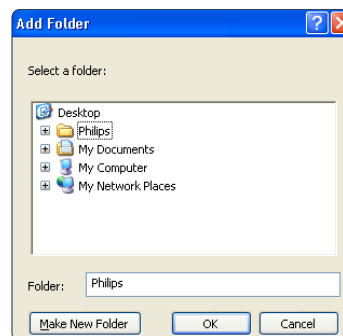 Add Folder
Select a folder:
Desktop
Philips
My Documents
My Computer
My Network Places
Folder: Philips
Make New Folder OK Cancel